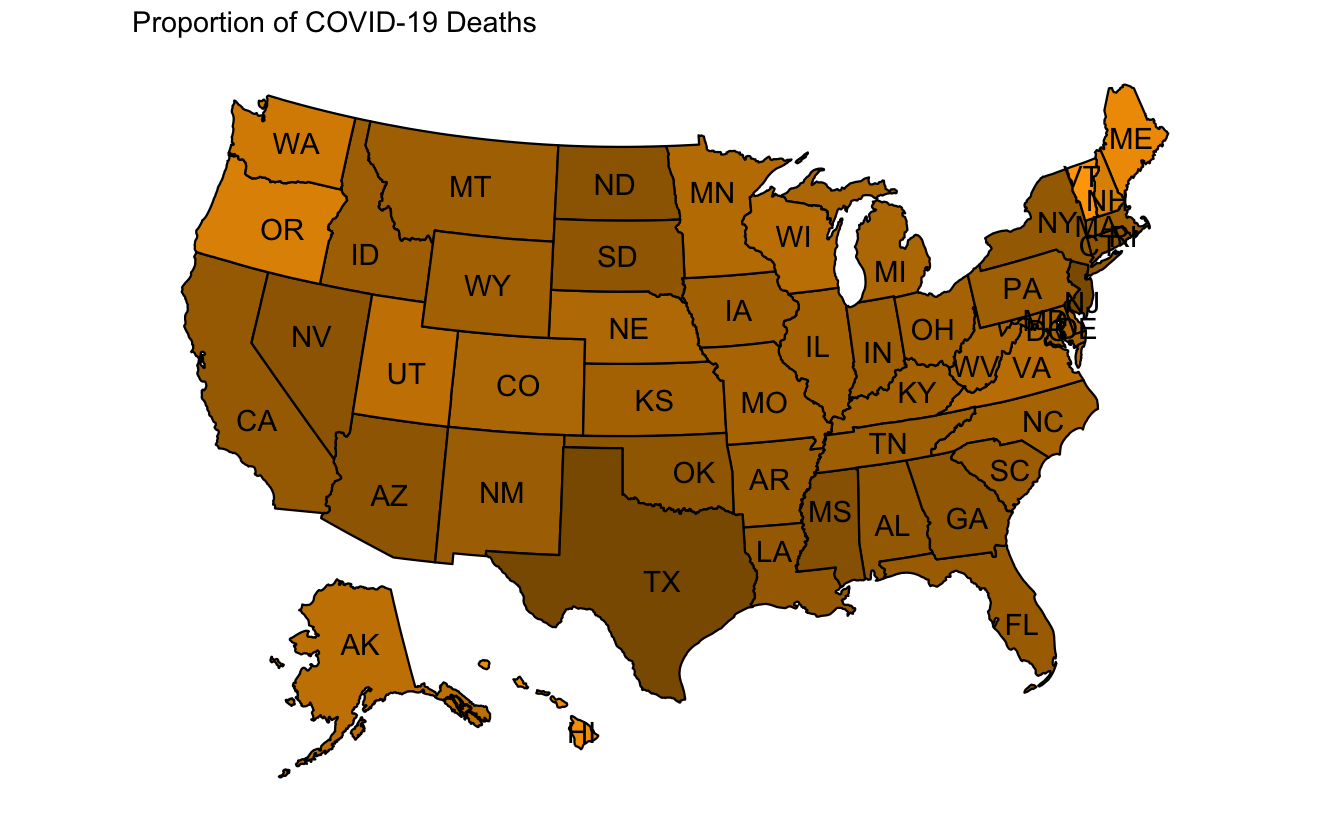 Proportion of COVID-19 Deaths
ME
WA
VT
MT
ND
MN
NH
NY
MA
OR
WI
RI
CT
ID
SD
MI
WY
PA
NJ
IA
NE
MD
DE
OH
DC
NV
IL
IN
WV
VA
UT
CO
KY
KS
MO
CA
NC
TN
OK
SC
AR
AZ
NM
MS
GA
AL
LA
TX
FL
AK
HI